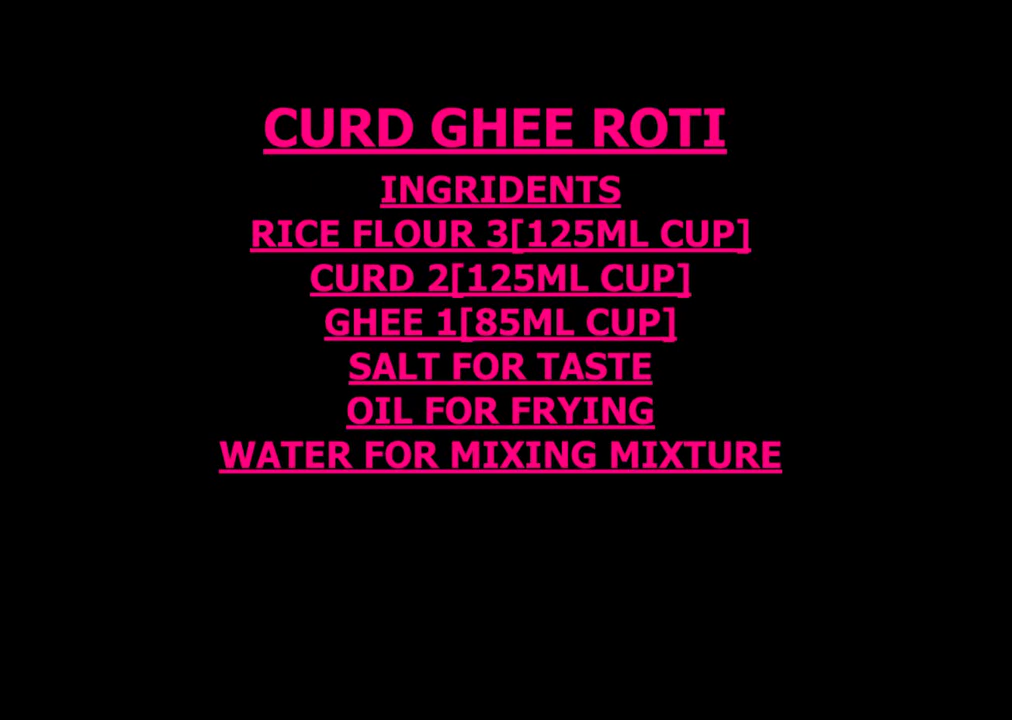 CURD GHEE ROTI
INGRIDENTS
RICE FLOUR 3[125ML CUP]
CURD 2[125ML CUP]
GHEE 1[85ML CUP]
SALT FOR TASTE
OIL FOR FRYING
WATER FOR MIXING MIXTURE